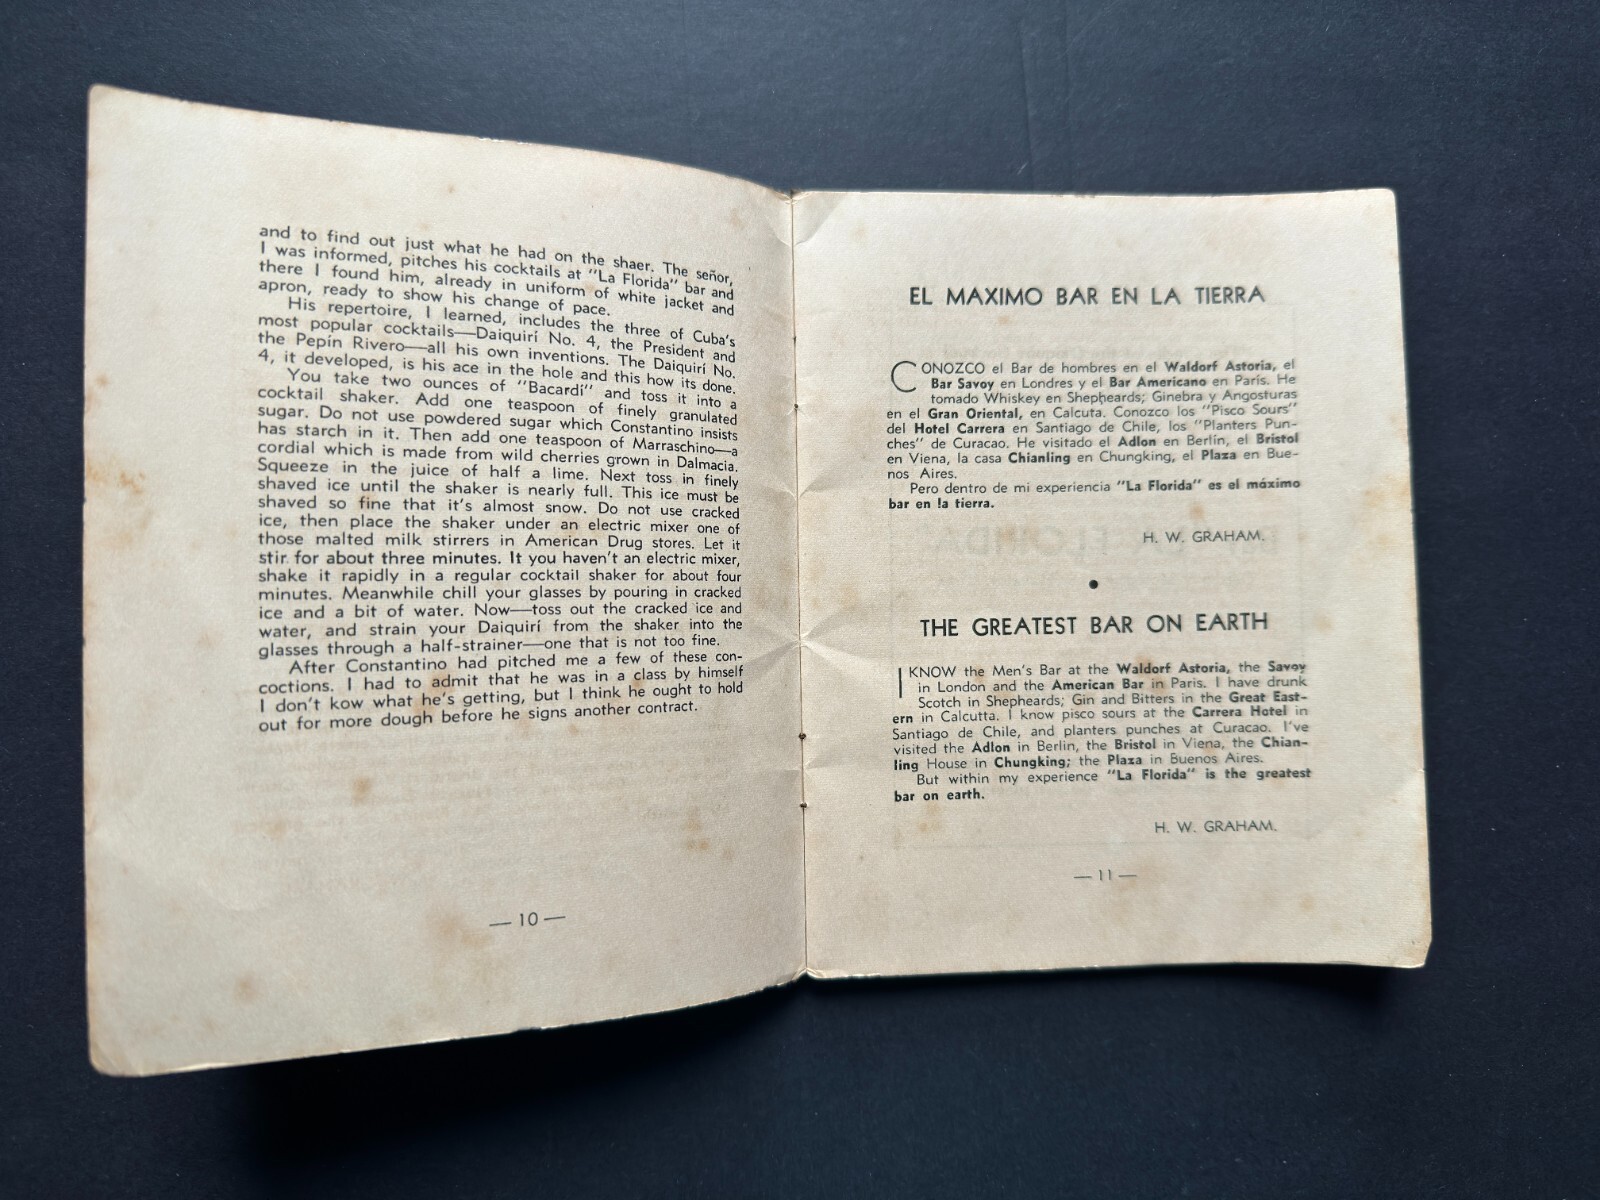 and to find out just what he had on the shaer. The señor,
I was informed, pitches his cocktails at "La Florida" bar and
there I found him, already in uniform of white jacket and
apron, ready to show his change of pace.
His repertoire, I learned, includes the three of Cuba's
most popular cocktails—Daiquirí No. 4, the President and
the Pepín Rivero—all his own inventions. The Daiquirí No.
4, it developed, is his ace in the hole and this how its done.
You take two ounces of "Bacardi" and toss it into a
cocktail shaker. Add one teaspoon of finely granulated
sugar. Do not use powdered sugar which Constantino insists
has starch in it. Then add one teaspoon of Marraschino—a
cordial which is made from wild cherries grown in Dalmacia.
Squeeze in the juice of half a lime. Next toss in finely
shaved ice until the shaker is nearly full. This ice must be
shaved so fine that it's almost snow. Do not use cracked
ice, then place the shaker under an electric mixer one of
those malted milk stirrers in American Drug stores. Let it
stir for about three minutes. It you haven't an electric mixer,
shake it rapidly in a regular cocktail shaker for about four
minutes. Meanwhile chill your glasses by pouring in cracked
ice and a bit of water. Now—toss out the cracked ice and
water, and strain your Daiquirí from the shaker into the
glasses through a half-strainer—one that is not too fine.
After Constantino had pitched me a few of these con-
coctions. I had to admit that he was in a class by himself
I don't kow what he's getting, but I think he ought to hold
out for more dough before he signs another contract.
— 10 —
EL MAXIMO BAR EN LA TIERRA
CONOZCO el Bar de hombres en el Waldorf Astoria, el
Bar Savoy en Londres y el Bar Americano en París. He
tomado Whiskey en Shepheards; Ginebra y Angosturas
en el Gran Oriental, en Calcuta. Conozco los "Pisco Sours"
del Hotel Carrera en Santiago de Chile, los "Planters Pun-
ches" de Curacao. He visitado el Adlon en Berlín, el Bristol
en Viena, la casa Chianling en Chungking, el Plaza en Bue-
nos Aires.
Pero dentro de mi experiencia "La Florida" es el máximo
bar en la tierra.
H. W. GRAHAM.
●
THE GREATEST BAR ON EARTH
I KNOW the Men's Bar at the Waldorf Astoria, the Savoy
in London and the American Bar in Paris. I have drunk
Scotch in Shepheards; Gin and Bitters in the Great East-
ern in Calcutta. I know pisco sours at the Carrera Hotel in
Santiago de Chile, and planters punches at Curacao. I've
visited the Adlon in Berlin, the Bristol in Viena, the Chian-
ling House in Chungking; the Plaza in Buenos Aires.
But within my experience "La Florida" is the greatest
bar on earth.
H. W. GRAHAM.
— 11 —